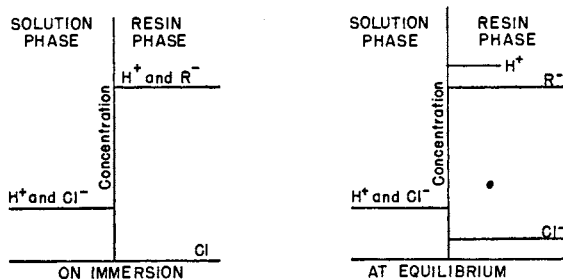 SOLUTION PHASE
RESIN PHASE
H⁺ and R⁻
Concentration
H⁺ and Cl⁻
Cl
ON IMMERSION
SOLUTION PHASE
RESIN PHASE
H⁺
R⁻
Concentration
H⁺ and Cl⁻
Cl⁻
AT EQUILIBRIUM